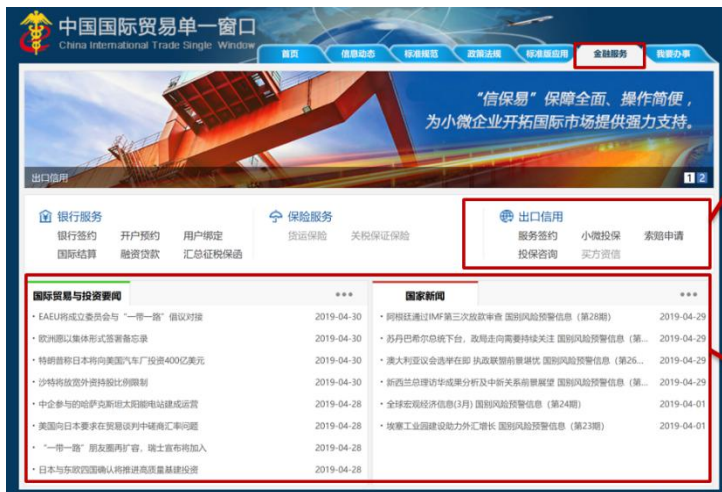 中国国际贸易单一窗口
China International Trade Single Window
首页 信息动态 标准规范 政策法规 标准版应用 金融服务 我要办事
“信保易”保障全面、操作简便，
为小微企业开拓国际市场提供强力支持。
出口信用
1 2
银行服务
银行签约 开户预约 用户绑定
国际结算 融资贷款 汇总征税保函
保险服务
货运保险 关税保证保险
出口信用
服务签约 小微投保 索赔申请
投保咨询 买方资信
国际贸易与投资要闻
EAEU将成立委员会与“一带一路”倡议对接 2019-04-30
欧洲愿以集体形式签署备忘录 2019-04-30
特朗普称日本将向美国汽车厂投资400亿美元 2019-04-30
沙特将放宽外资持股比例限制 2019-04-30
中企参与的哈萨克斯坦太阳能电站建成运营 2019-04-28
美国向日本要求在贸易谈判中磋商汇率问题 2019-04-28
“一带一路”朋友圈再扩容，瑞士宣布将加入 2019-04-28
日本与东欧四国确认将推进高质量基建投资 2019-04-28
国家新闻
阿根廷通过IMF第三次放款审查 国别风险预警信息（第28期） 2019-04-29
苏丹巴希尔总统下台，政局走向需要持续关注 国别风险预警信息（第... 2019-04-29
澳大利亚议会选举在即 执政联盟前景堪忧 国别风险预警信息（第26... 2019-04-29
新西兰总理访华成果分析及中新关系前景展望 国别风险预警信息（第... 2019-04-29
全球宏观经济信息(3月) 国别风险预警信息（第24期） 2019-04-01
埃塞工业园建设助力外汇增长 国别风险预警信息（第23期） 2019-04-01